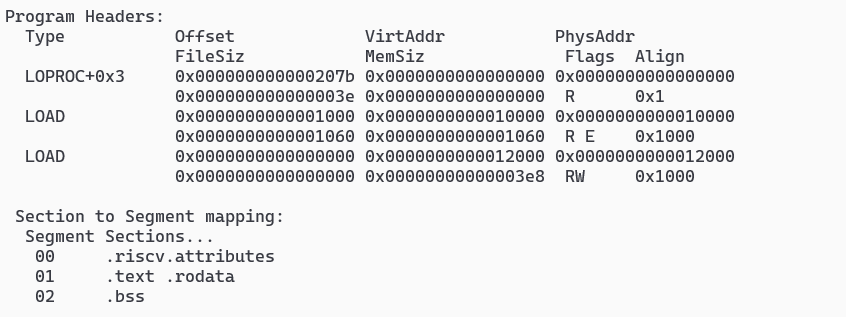 Program Headers:
Type Offset VirtAddr PhysAddr
FileSiz MemSiz Flags Align
LOPROC+0x3 0x000000000000207b 0x0000000000000000 0x0000000000000000
0x000000000000003e 0x0000000000000000 R 0x1
LOAD 0x0000000000001000 0x0000000000010000 0x0000000000010000
0x0000000000001060 0x0000000000001060 R E 0x1000
LOAD 0x0000000000000000 0x0000000000012000 0x0000000000012000
0x0000000000000000 0x00000000000003e8 RW 0x1000
Section to Segment mapping:
Segment Sections...
00 .riscv.attributes
01 .text .rodata
02 .bss